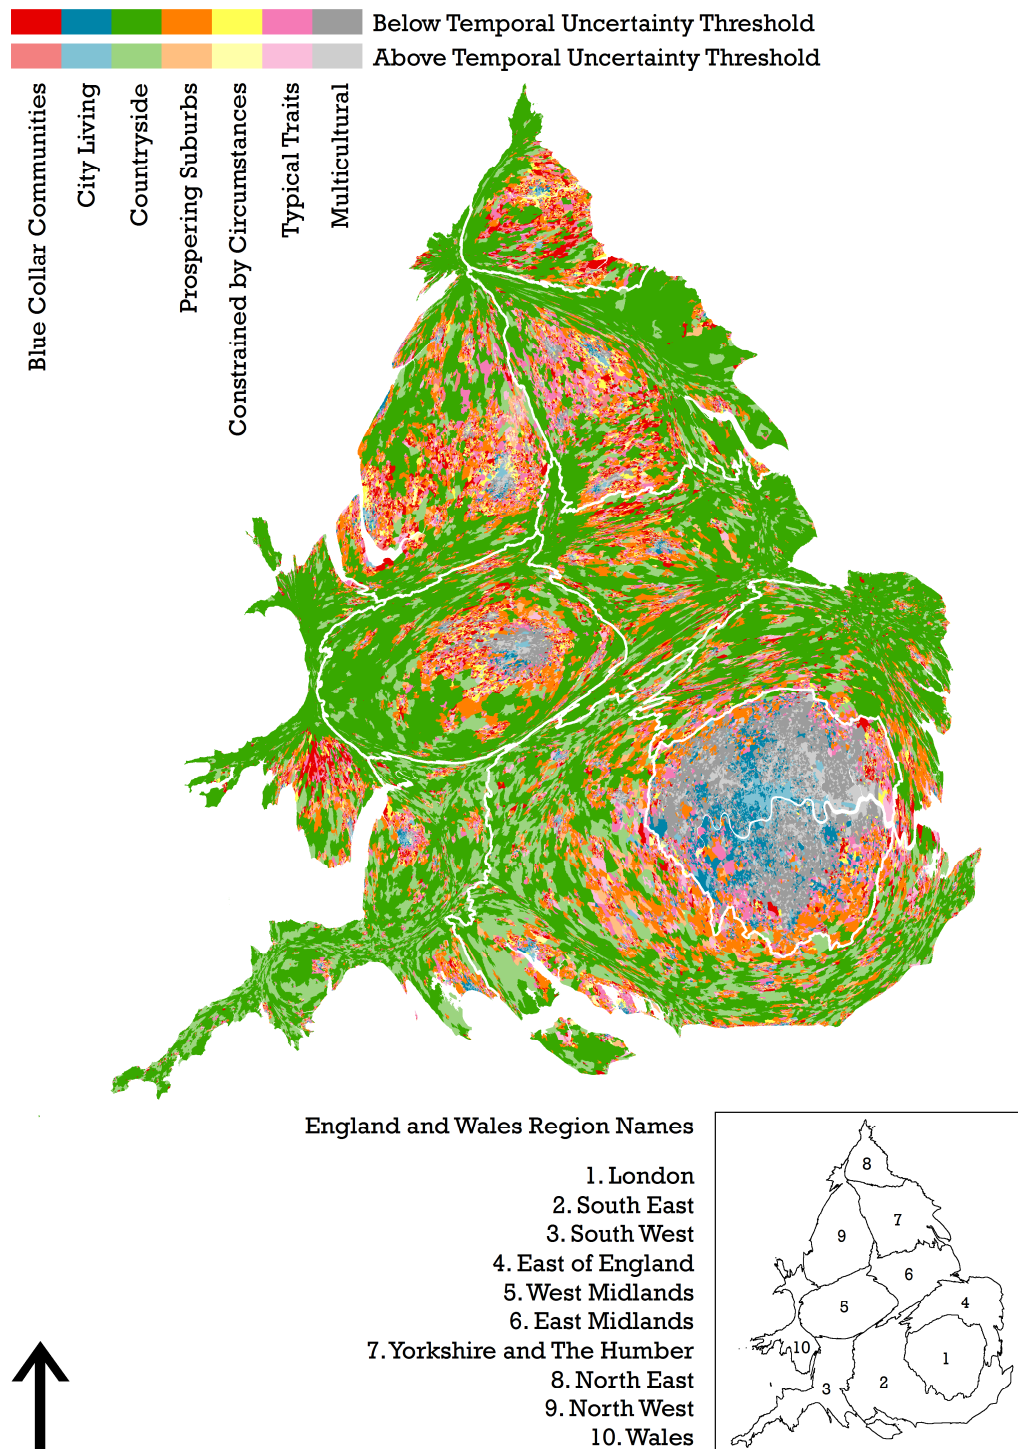 Below Temporal Uncertainty Threshold
Above Temporal Uncertainty Threshold
Blue Collar Communities
City Living
Countryside
Prospering Suburbs
Constrained by Circumstances
Typical Traits
Multicultural
England and Wales Region Names
1. London
2. South East
3. South West
4. East of England
5. West Midlands
6. East Midlands
7. Yorkshire and The Humber
8. North East
9. North West
10. Wales
8
7
9
6
4
5
10
1
2
3